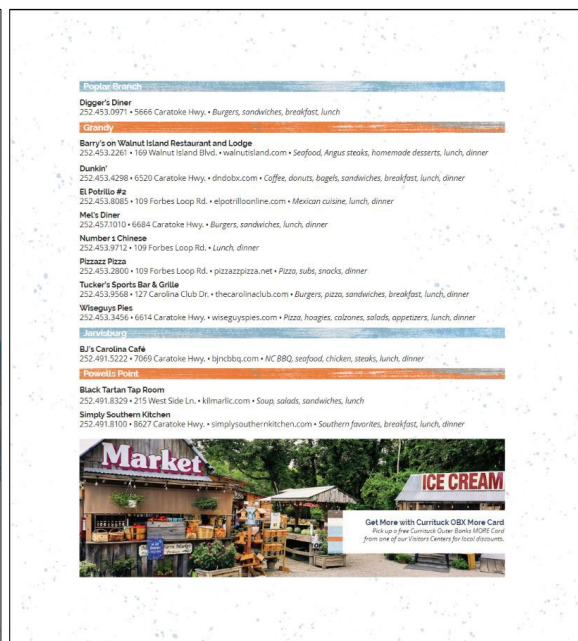 Poplar Branch
Digger's Diner
252.453.0971 • 5666 Caratoke Hwy. • Burgers, sandwiches, breakfast, lunch
Grandy
Barry's on Walnut Island Restaurant and Lodge
252.453.2261 • 169 Walnut Island Blvd. • walnutisland.com • Seafood, Angus steaks, homemade desserts, lunch, dinner
Dunkin'
252.453.4298 • 6520 Caratoke Hwy. • dndobx.com • Coffee, donuts, bagels, sandwiches, breakfast, lunch, dinner
El Potrillo #2
252.453.8085 • 109 Forbes Loop Rd. • elpotrilloonline.com • Mexican cuisine, lunch, dinner
Mel's Diner
252.457.1010 • 6684 Caratoke Hwy. • Burgers, sandwiches, lunch, dinner
Number 1 Chinese
252.453.9712 • 109 Forbes Loop Rd. • Lunch, dinner
Pizzazz Pizza
252.453.2800 • 109 Forbes Loop Rd. • pizzazzpizza.net • Pizza, subs, snacks, dinner
Tucker's Sports Bar & Grille
252.453.9568 • 127 Carolina Club Dr. • thecarolinaclub.com • Burgers, pizza, sandwiches, breakfast, lunch, dinner
Wiseguys Pies
252.453.3456 • 6614 Caratoke Hwy. • wiseguyspies.com • Pizza, hoagies, calzones, salads, appetizers, lunch, dinner
Jarvisburg
BJ's Carolina Café
252.491.5222 • 7069 Caratoke Hwy. • bjncbbq.com • NC BBQ, seafood, chicken, steaks, lunch, dinner
Powells Point
Black Tartan Tap Room
252.491.8329 • 215 West Side Ln. • kilmarlic.com • Soup, salads, sandwiches, lunch
Simply Southern Kitchen
252.491.8100 • 8627 Caratoke Hwy. • simplysouthernkitchen.com • Southern favorites, breakfast, lunch, dinner
Market
ICE CREAM
Get More with Currituck OBX More Card
Pick up a free Currituck Outer Banks MORE Card
from one of our Visitors Centers for local discounts.